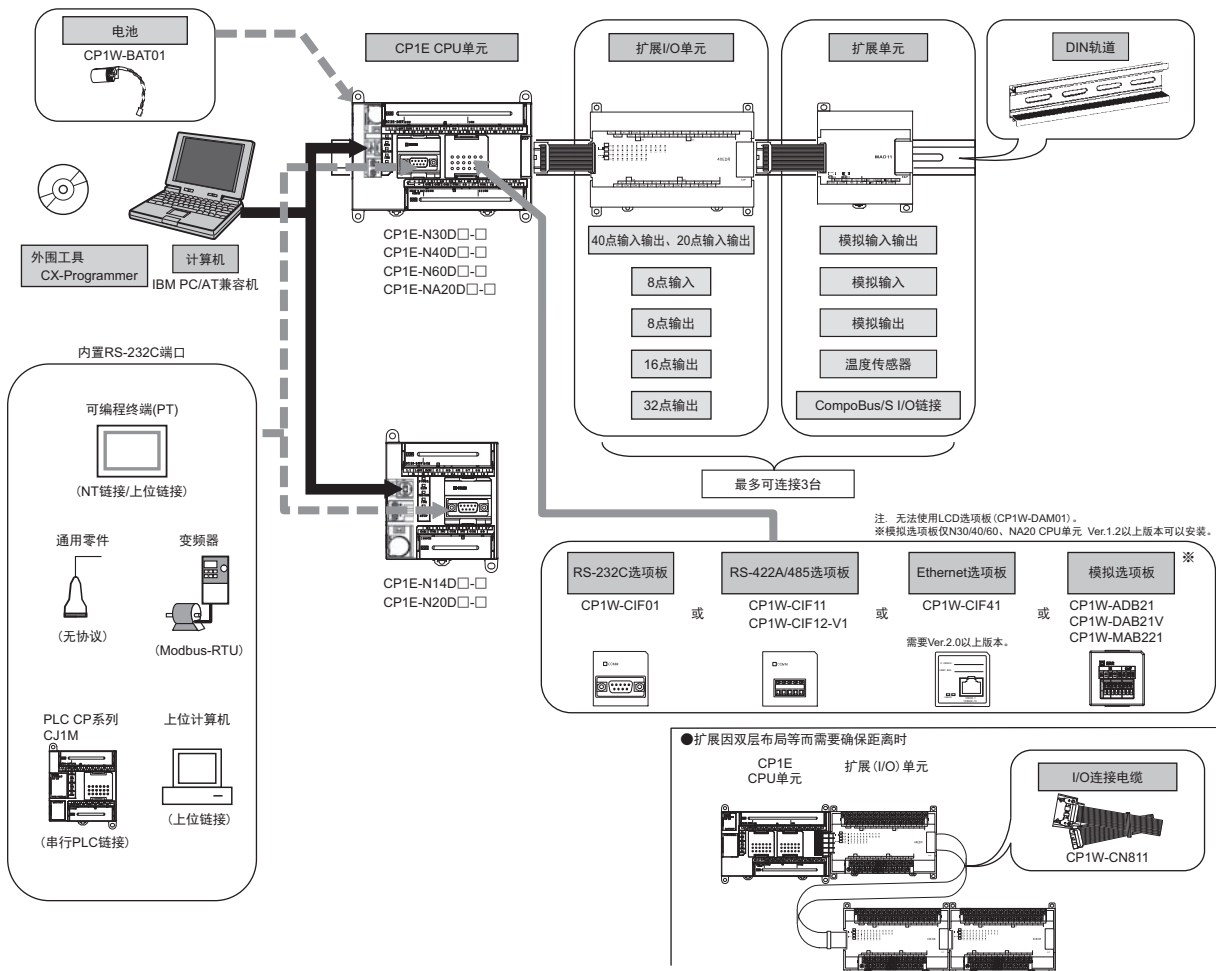 电池
CP1W-BAT01
CP1E CPU单元
扩展I/O单元
扩展单元
DIN轨道
MAD11
外围工具
CX-Programmer
计算机
IBM PC/AT兼容机
CP1E-N30D□-□
CP1E-N40D□-□
CP1E-N60D□-□
CP1E-NA20D□-□
40点输入输出、20点输入输出
8点输入
8点输出
16点输出
32点输出
模拟输入输出
模拟输入
模拟输出
温度传感器
CompoBus/S I/O链接
最多可连接3台
内置RS-232C端口
可编程终端(PT)
(NT链接/上位链接)
通用零件
变频器
(无协议)
(Modbus-RTU)
PLC CP系列
CJ1M
上位计算机
(串行PLC链接)
(上位链接)
CP1E-N14D□-□
CP1E-N20D□-□
注. 无法使用LCD选项板(CP1W-DAM01)。
※模拟选项板仅N30/40/60、NA20 CPU单元 Ver.1.2以上版本可以安装。
RS-232C选项板
CP1W-CIF01
或
RS-422A/485选项板
CP1W-CIF11
CP1W-CIF12-V1
或
Ethernet选项板
CP1W-CIF41
需要Ver.2.0以上版本。
或
模拟选项板
※
CP1W-ADB21
CP1W-DAB21V
CP1W-MAB221
COMM
COMM
●扩展因双层布局等而需要确保距离时
CP1E
CPU单元
扩展(I/O)单元
I/O连接电缆
CP1W-CN811